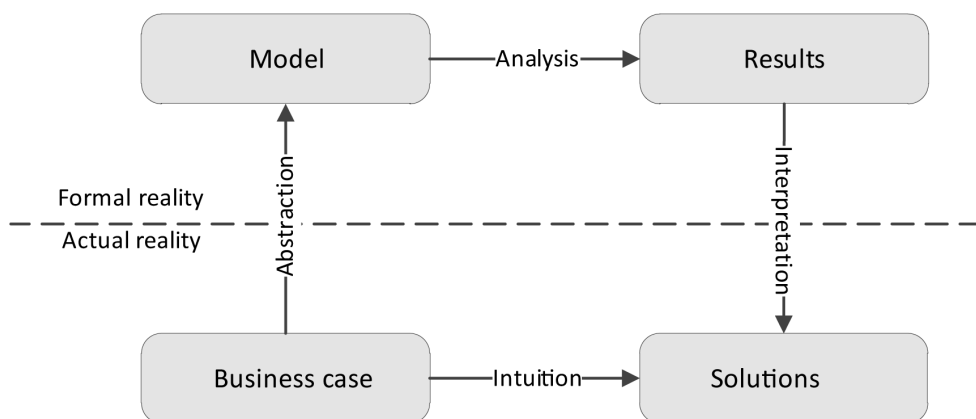 Model
Analysis
Results
Abstraction
Interpretation
Formal reality
Actual reality
Business case
Intuition
Solutions